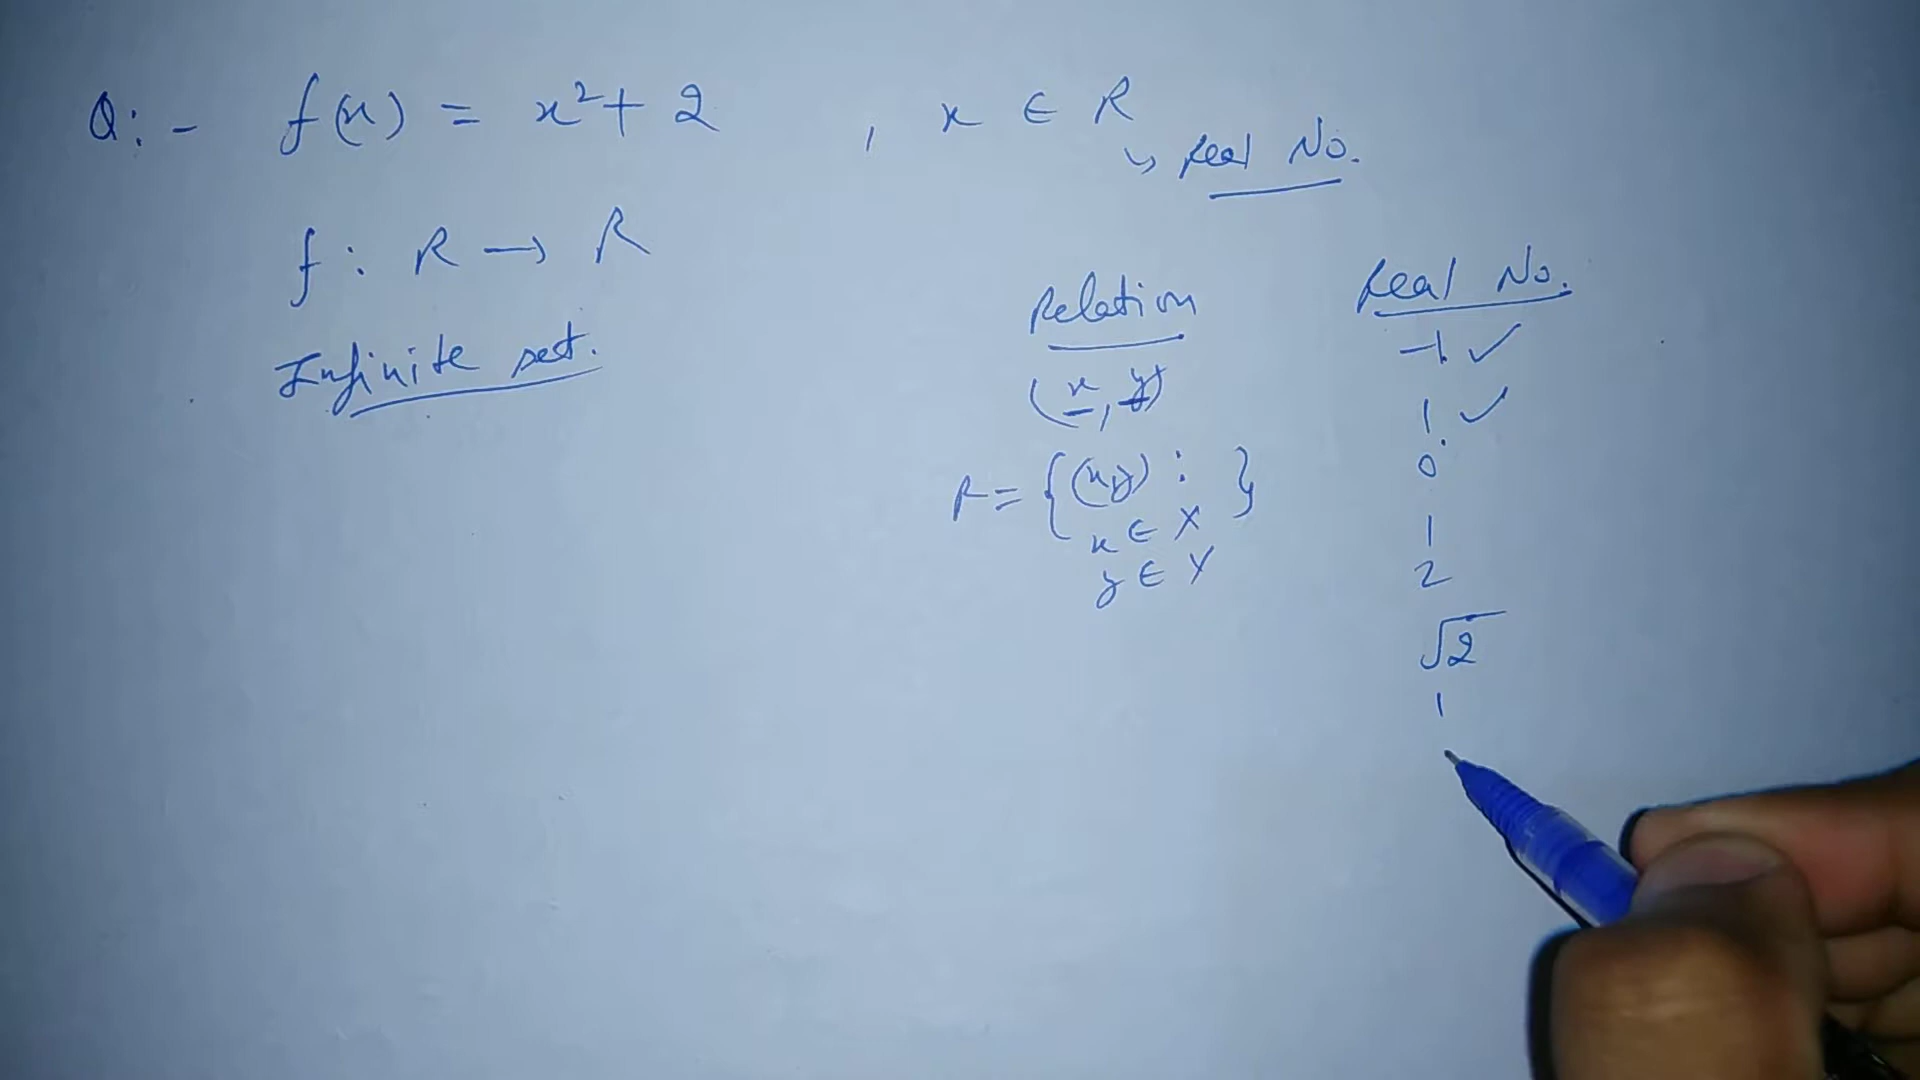 Q:- f(x) = x²+ 2 , x ∈ R
↳ Real No.
f : R → R
Infinite set.
Relation
(x, y)
R = {(x,y) : }
x ∈ X
y ∈ Y
Real No.
-1 ✓
1 ✓
0
1
2
√2
1